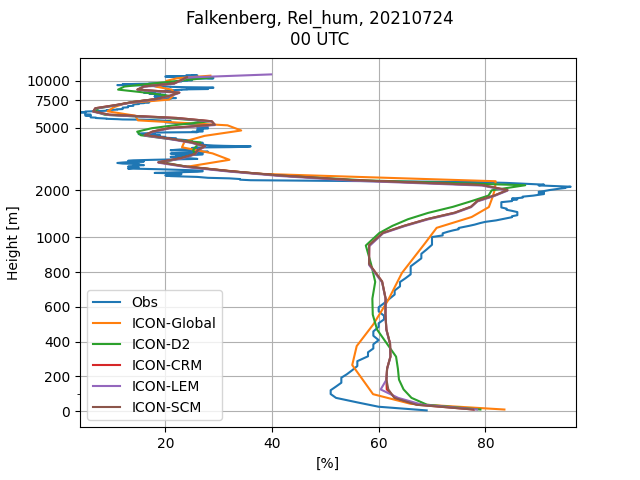 Falkenberg, Rel_hum, 20210724
00 UTC
Height [m]
10000
7500
5000
2000
1000
800
600
400
200
0
Obs
ICON-Global
ICON-D2
ICON-CRM
ICON-LEM
ICON-SCM
20
40
60
80
[%]